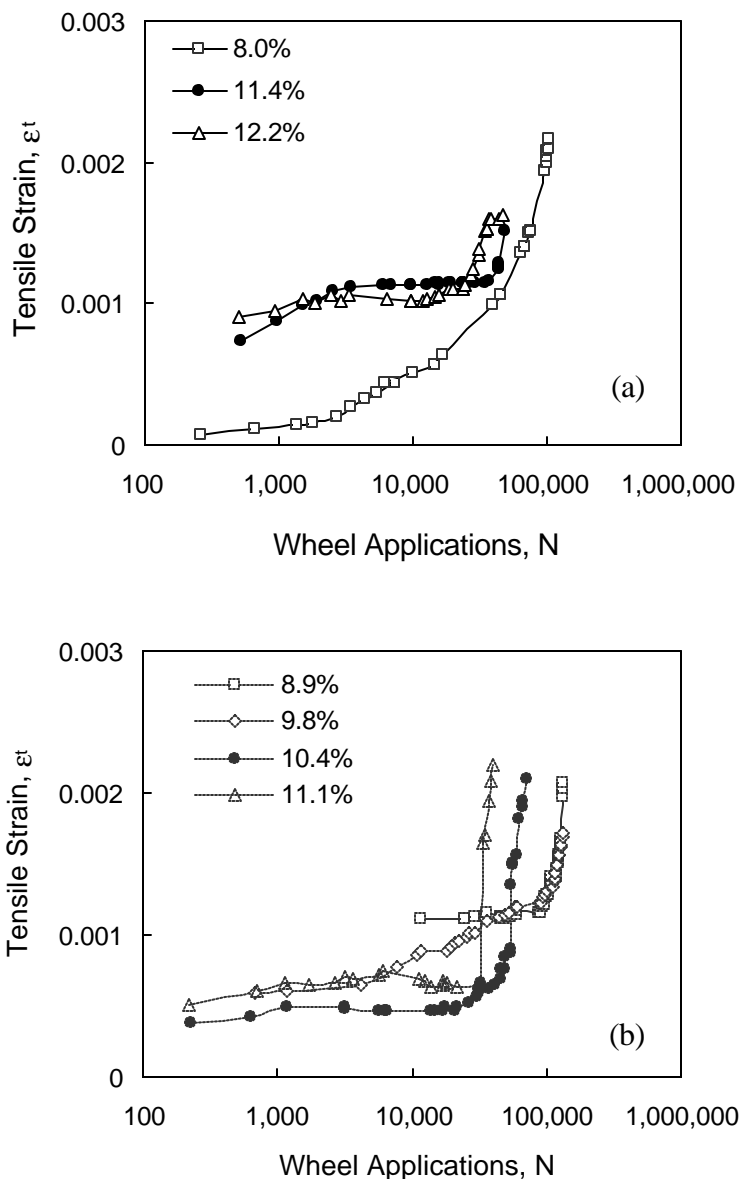 0.003
8.0%
11.4%
12.2%
0.002
Tensile Strain, εt
0.001
(a)
0
100 1,000 10,000 100,000 1,000,000
Wheel Applications, N
0.003
8.9%
9.8%
10.4%
11.1%
0.002
Tensile Strain, εt
0.001
(b)
0
100 1,000 10,000 100,000 1,000,000
Wheel Applications, N